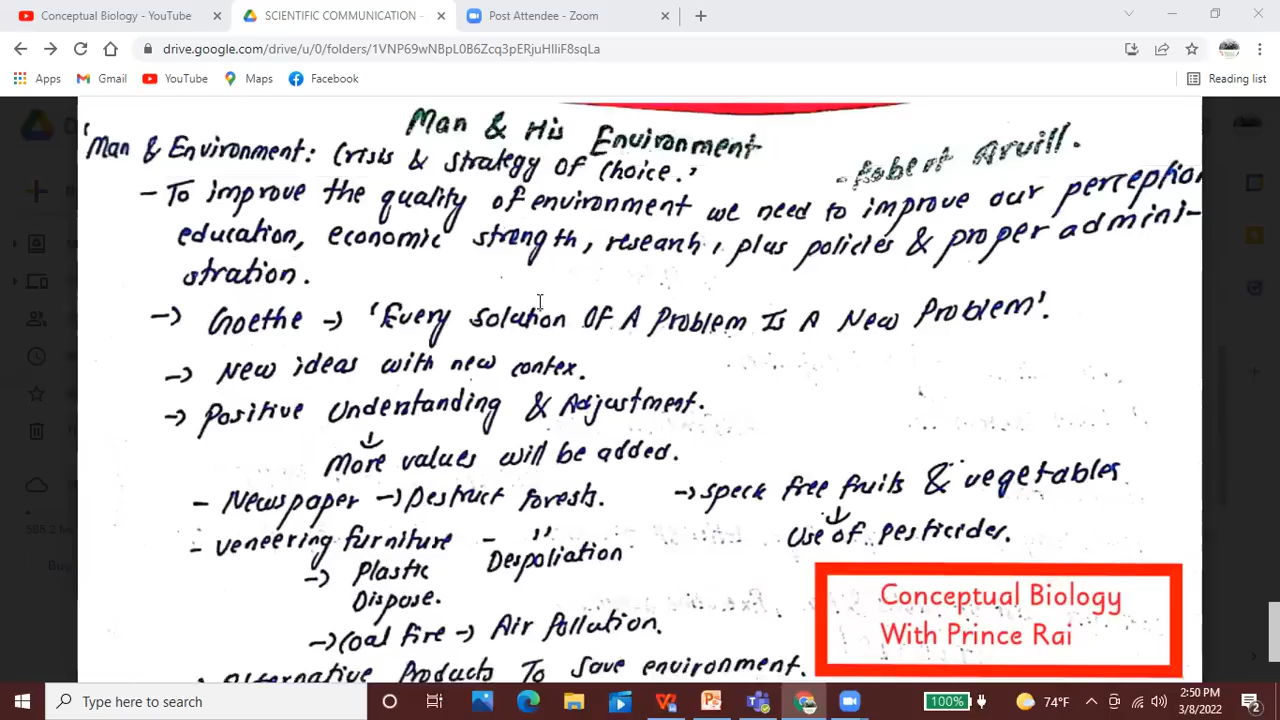 Conceptual Biology - YouTube
SCIENTIFIC COMMUNICATION -
Post Attendee - Zoom
drive.google.com/drive/u/0/folders/1VNP69wNBpL0B6Zcq3pERjuHIliF8sqLa
Apps Gmail YouTube Maps Facebook Reading list
Man & His Environment
'Man & Environment: Crisis & strategy of choice.'
- Robert Arvill.
- To improve the quality of environment we need to improve our perception
education, economic strength, research, plus policies & proper admini-
stration.
→ Goethe → 'Every Solution OF A Problem Is A New Problem'.
→ New ideas with new contex.
→ Positive Understanding & Adjustment.
More values will be added.
- Newspaper → Destruct forests.
→ speck free fruits & vegetables
Use of pesticides.
- veneering furniture - "
Despoliation
→ Plastic
Dispose.
→ Coal fire → Air Pollution.
Alternative Products To Save environment.
Conceptual Biology
With Prince Rai
Buy
Type here to search
100%
74°F
2:50 PM
3/8/2022
2